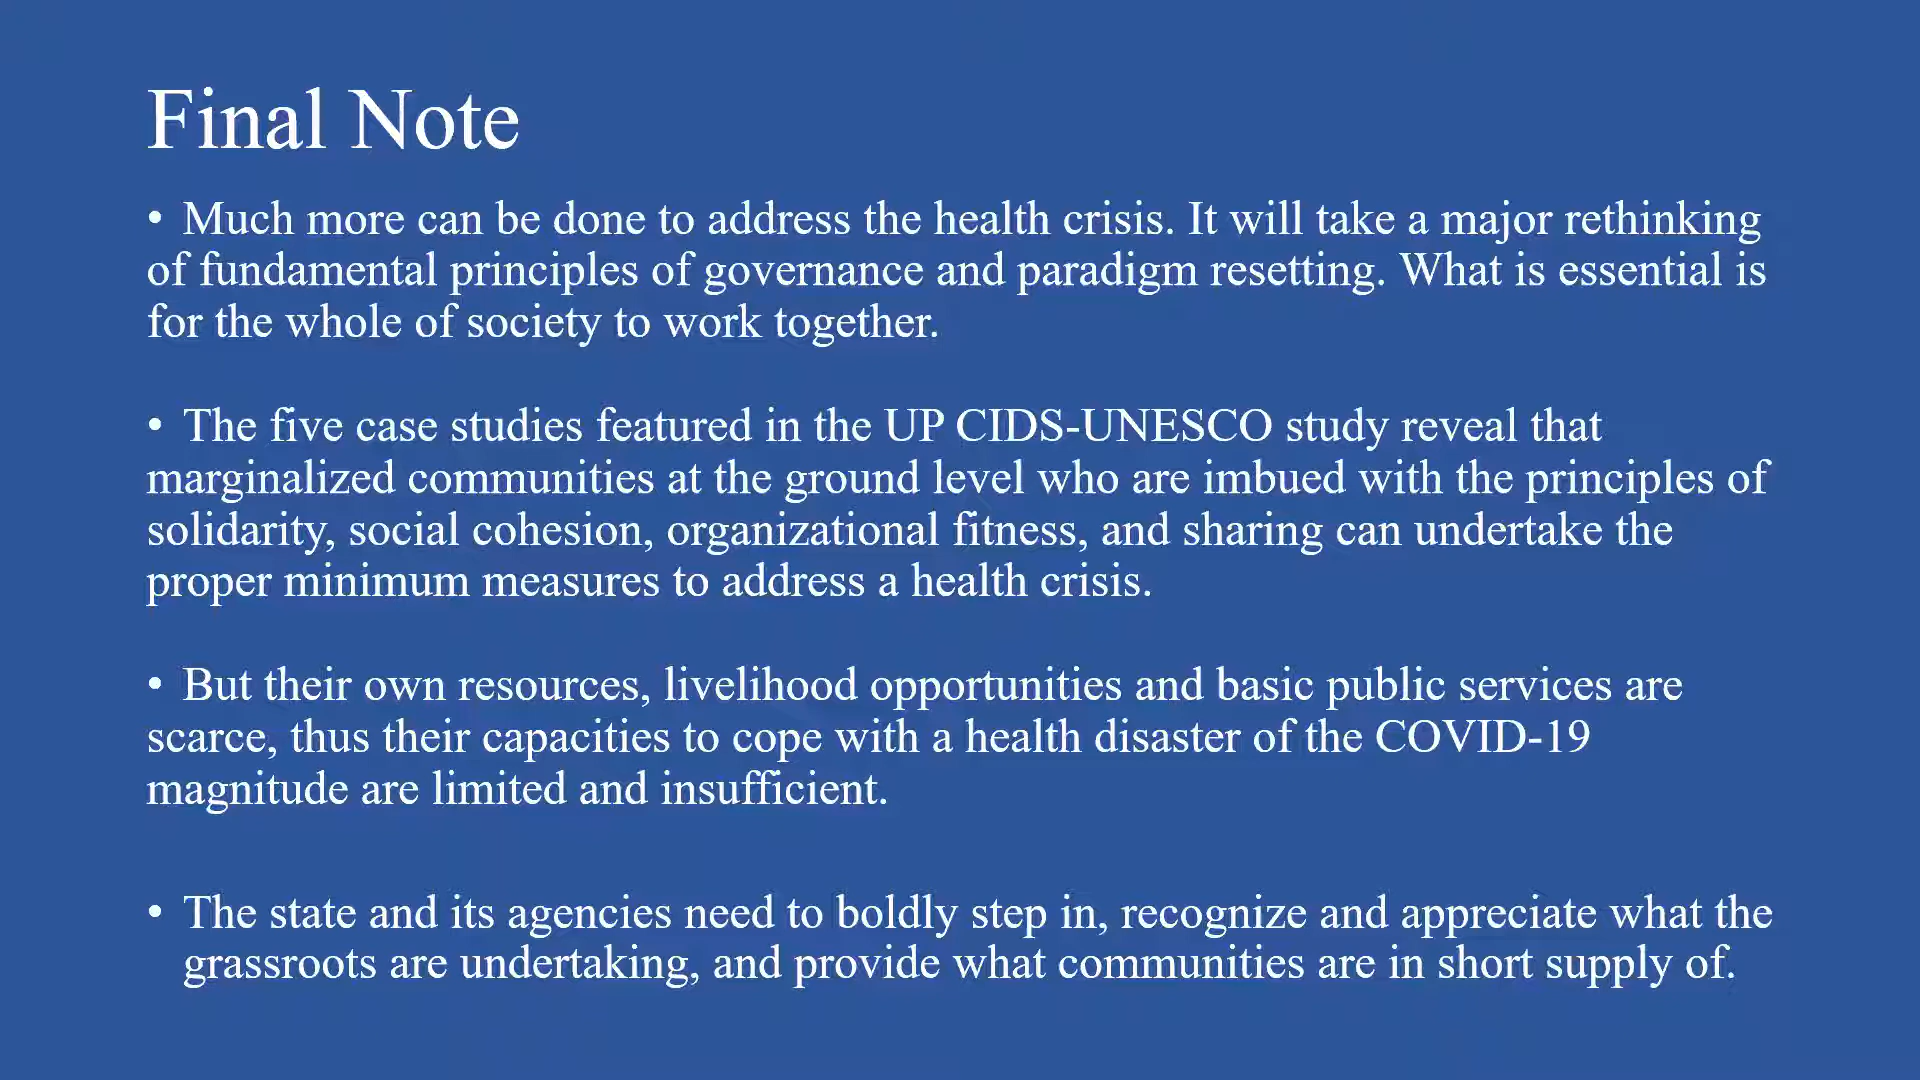 Final Note
• Much more can be done to address the health crisis. It will take a major rethinking
of fundamental principles of governance and paradigm resetting. What is essential is
for the whole of society to work together.
• The five case studies featured in the UP CIDS-UNESCO study reveal that
marginalized communities at the ground level who are imbued with the principles of
solidarity, social cohesion, organizational fitness, and sharing can undertake the
proper minimum measures to address a health crisis.
• But their own resources, livelihood opportunities and basic public services are
scarce, thus their capacities to cope with a health disaster of the COVID-19
magnitude are limited and insufficient.
• The state and its agencies need to boldly step in, recognize and appreciate what the
grassroots are undertaking, and provide what communities are in short supply of.